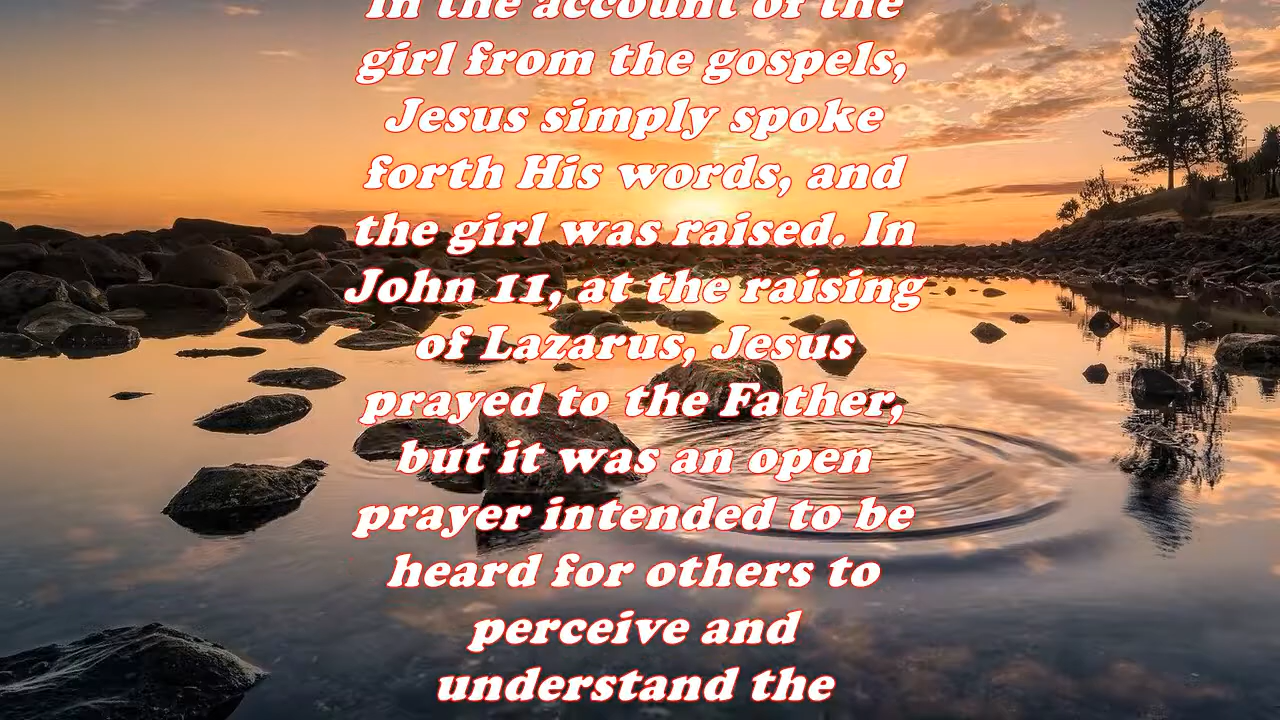 In the account of the
girl from the gospels,
Jesus simply spoke
forth His words, and
the girl was raised. In
John 11, at the raising
of Lazarus, Jesus
prayed to the Father,
but it was an open
prayer intended to be
heard for others to
perceive and
understand the